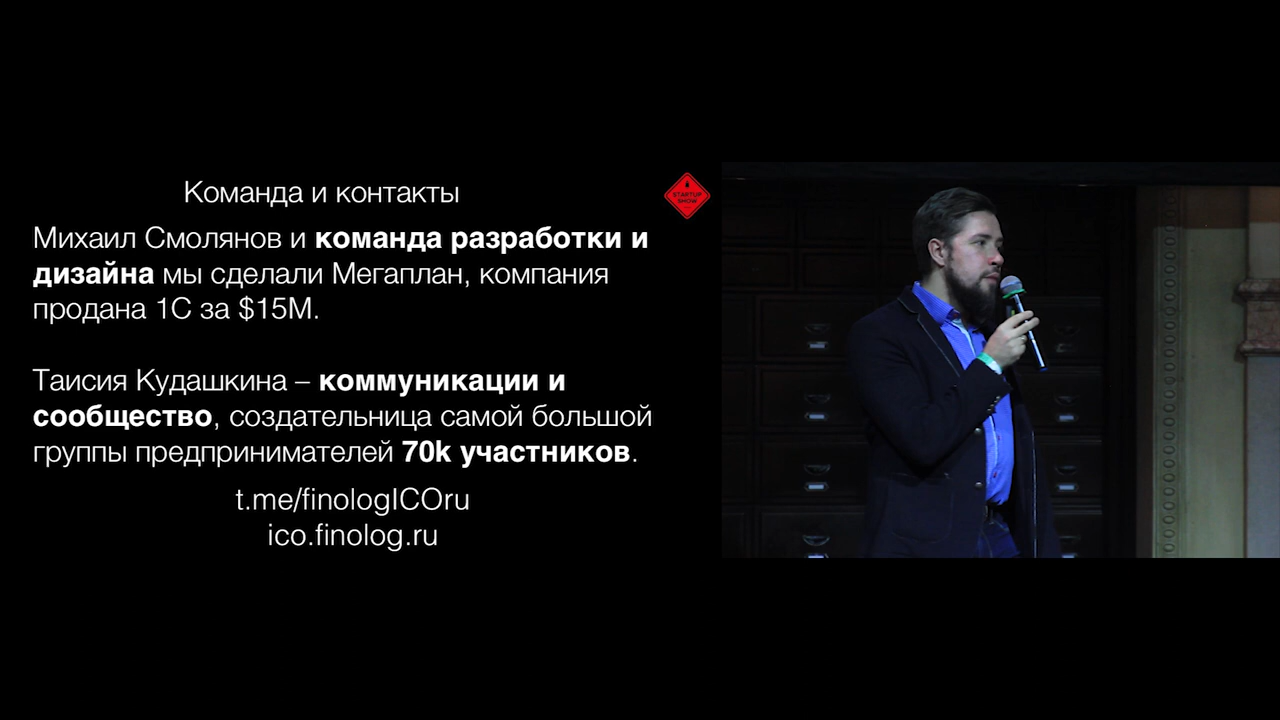 Команда и контакты
Михаил Смолянов и команда разработки и
дизайна мы сделали Мегаплан, компания
продана 1С за $15М.
Таисия Кудашкина – коммуникации и
сообщество, создательница самой большой
группы предпринимателей 70k участников.
t.me/finologICOru
ico.finolog.ru
STARTUP
SHOW